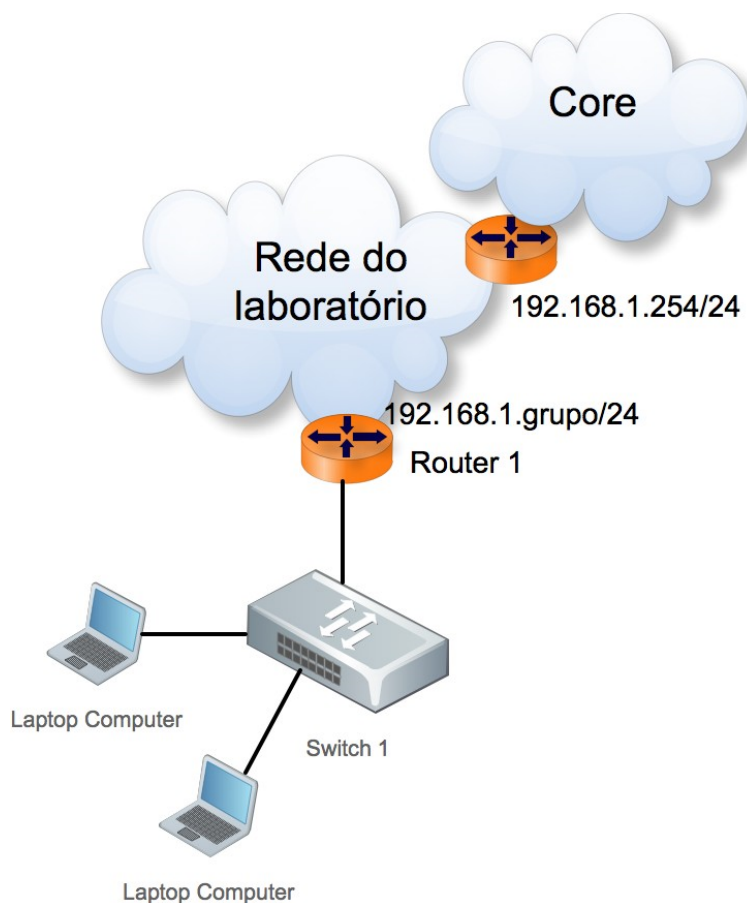 Core
Rede do
laboratório
192.168.1.254/24
192.168.1.grupo/24
Router 1
Laptop Computer
Switch 1
Laptop Computer